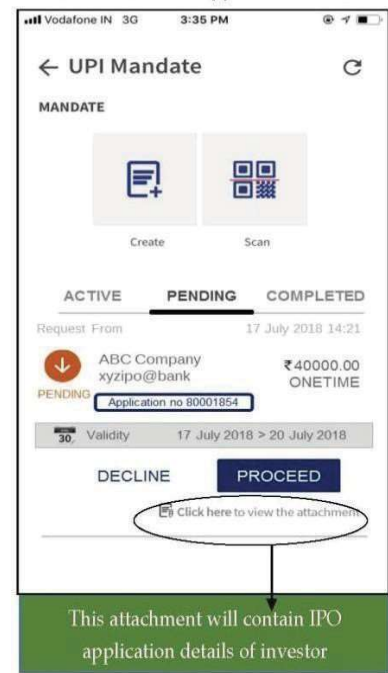 Vodafone IN 3G 3:35 PM
← UPI Mandate
MANDATE
Create Scan
ACTIVE PENDING COMPLETED
Request From 17 July 2018 14:21
ABC Company ₹40000.00
xyzipo@bank ONETIME
PENDING
Application no 80001854
30 Validity 17 July 2018 > 20 July 2018
DECLINE PROCEED
Click here to view the attachment
This attachment will contain IPO
application details of investor